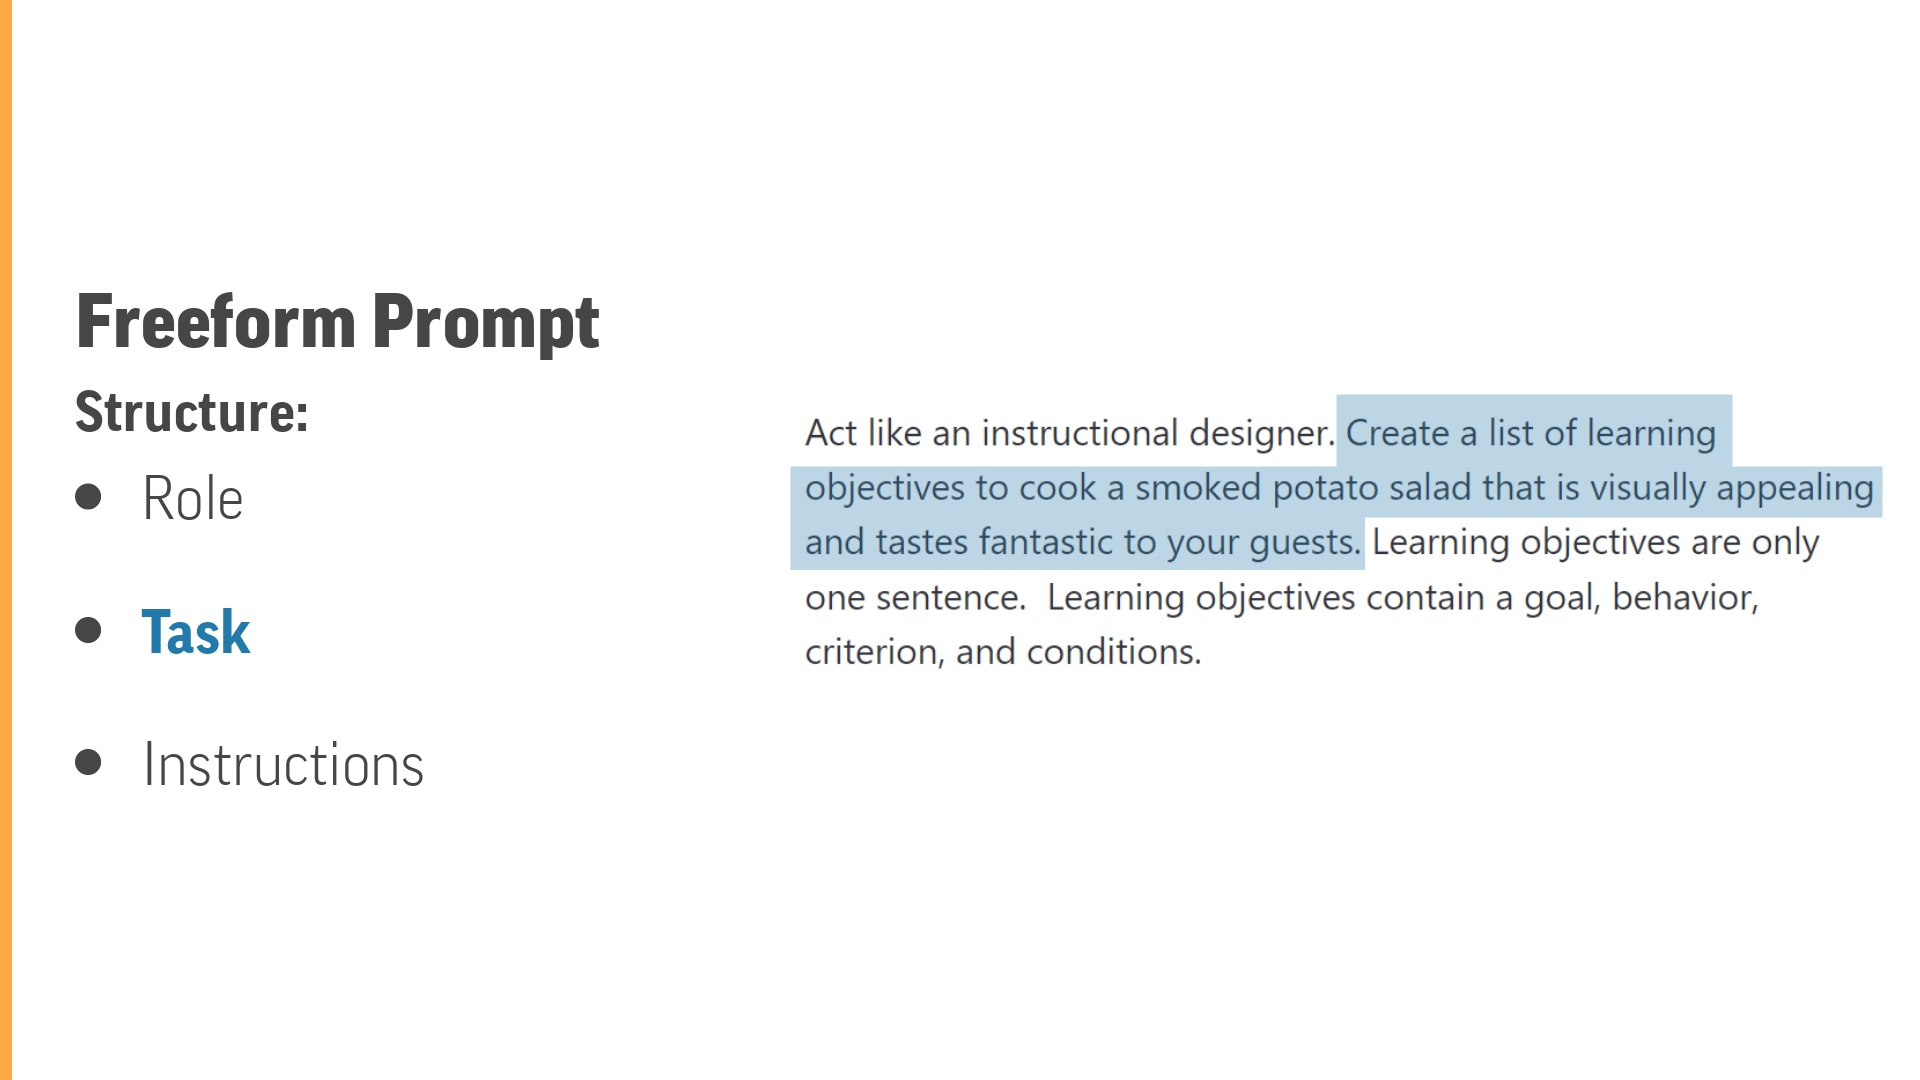 Freeform Prompt
Structure:
• Role
• Task
• Instructions
Act like an instructional designer. Create a list of learning
objectives to cook a smoked potato salad that is visually appealing
and tastes fantastic to your guests. Learning objectives are only
one sentence.  Learning objectives contain a goal, behavior,
criterion, and conditions.